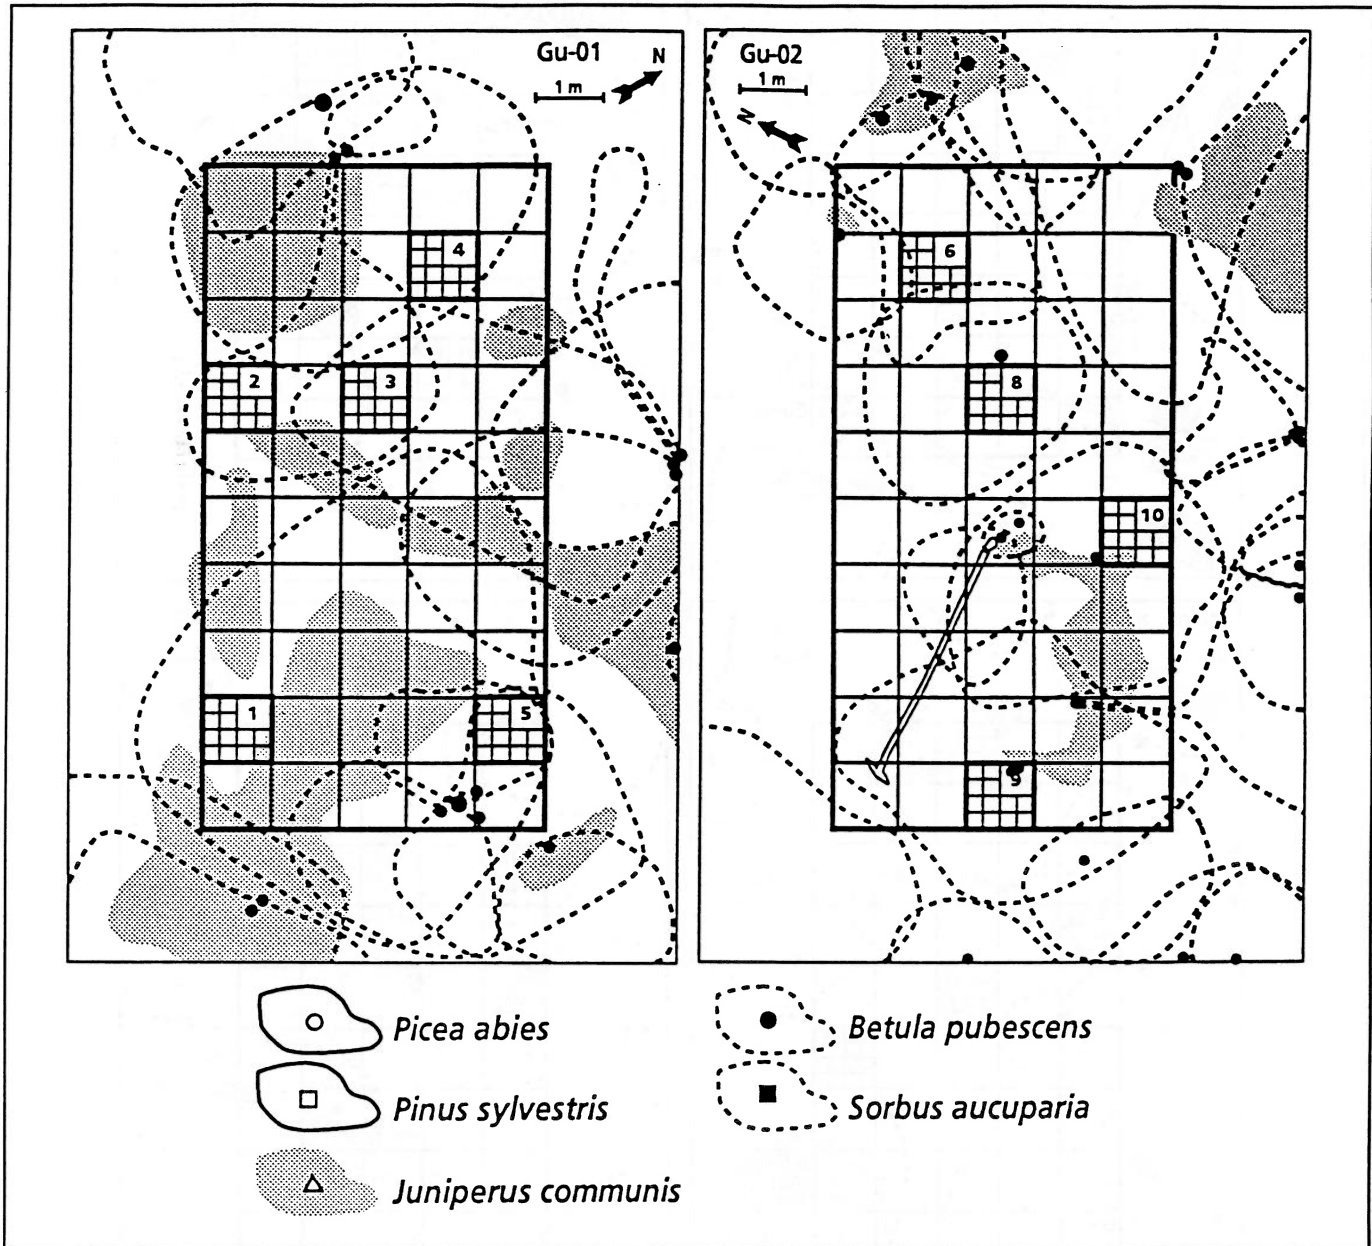 Gu-01
N
1 m
4
2
3
1
5
Gu-02
1 m
N
6
8
10
9
Picea abies
Betula pubescens
Pinus sylvestris
Sorbus aucuparia
Juniperus communis